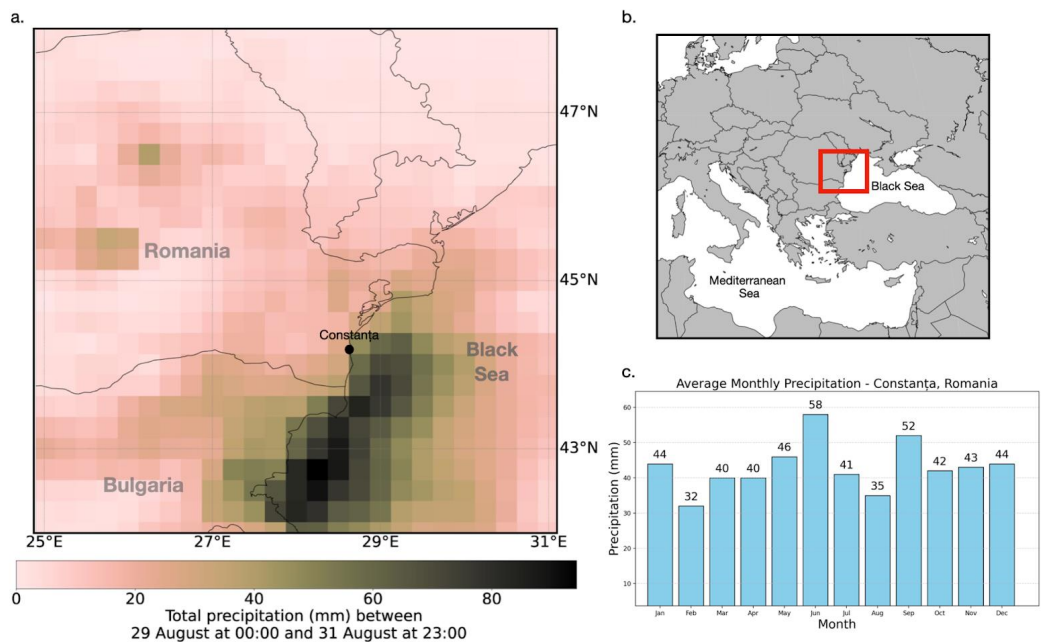 a.
47°N
Romania
45°N
Constanța
Black
Sea
43°N
Bulgaria
25°E
27°E
29°E
31°E
0
20
40
60
80
Total precipitation (mm) between
29 August at 00:00 and 31 August at 23:00
b.
Black Sea
Mediterranean
Sea
c.
Average Monthly Precipitation - Constanța, Romania
Precipitation (mm)
60
50
40
30
20
10
44
32
40
40
46
58
41
35
52
42
43
44
Jan
Feb
Mar
Apr
May
Jun
Jul
Aug
Sep
Oct
Nov
Dec
Month